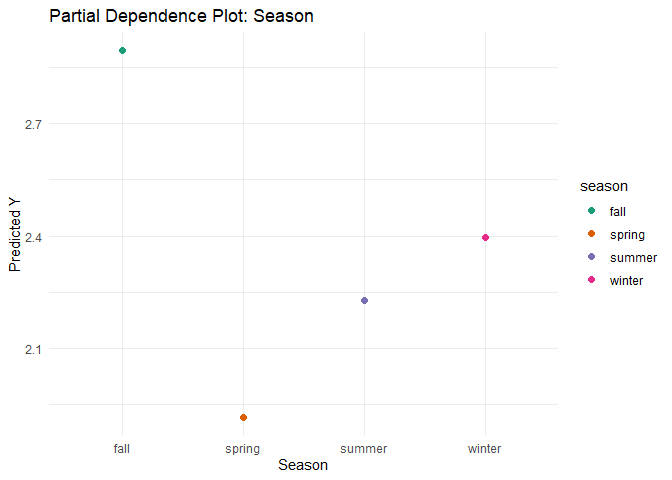 Partial Dependence Plot: Season
Predicted Y
2.7
2.4
2.1
fall
spring
summer
winter
Season
season
fall
spring
summer
winter